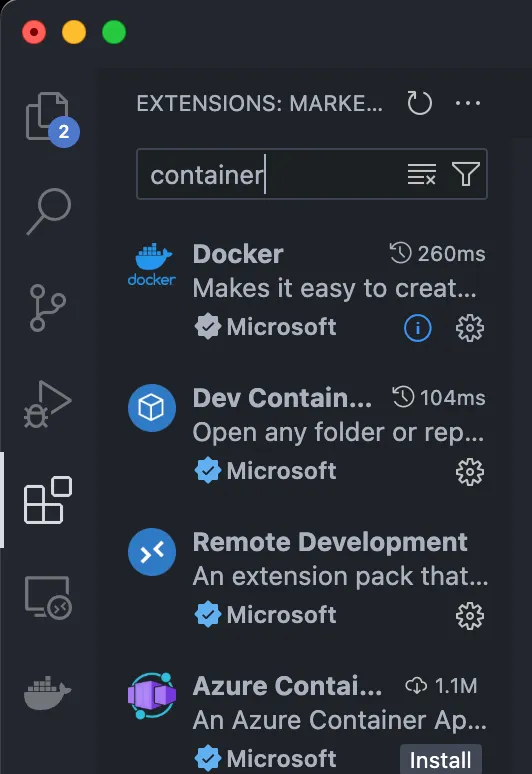 EXTENSIONS: MARKE...
2
container
Docker 260ms
docker
Makes it easy to creat...
Microsoft
Dev Contain... 104ms
Open any folder or rep...
Microsoft
Remote Development
An extension pack that...
Microsoft
Azure Contai... 1.1M
An Azure Container Ap...
Microsoft Install